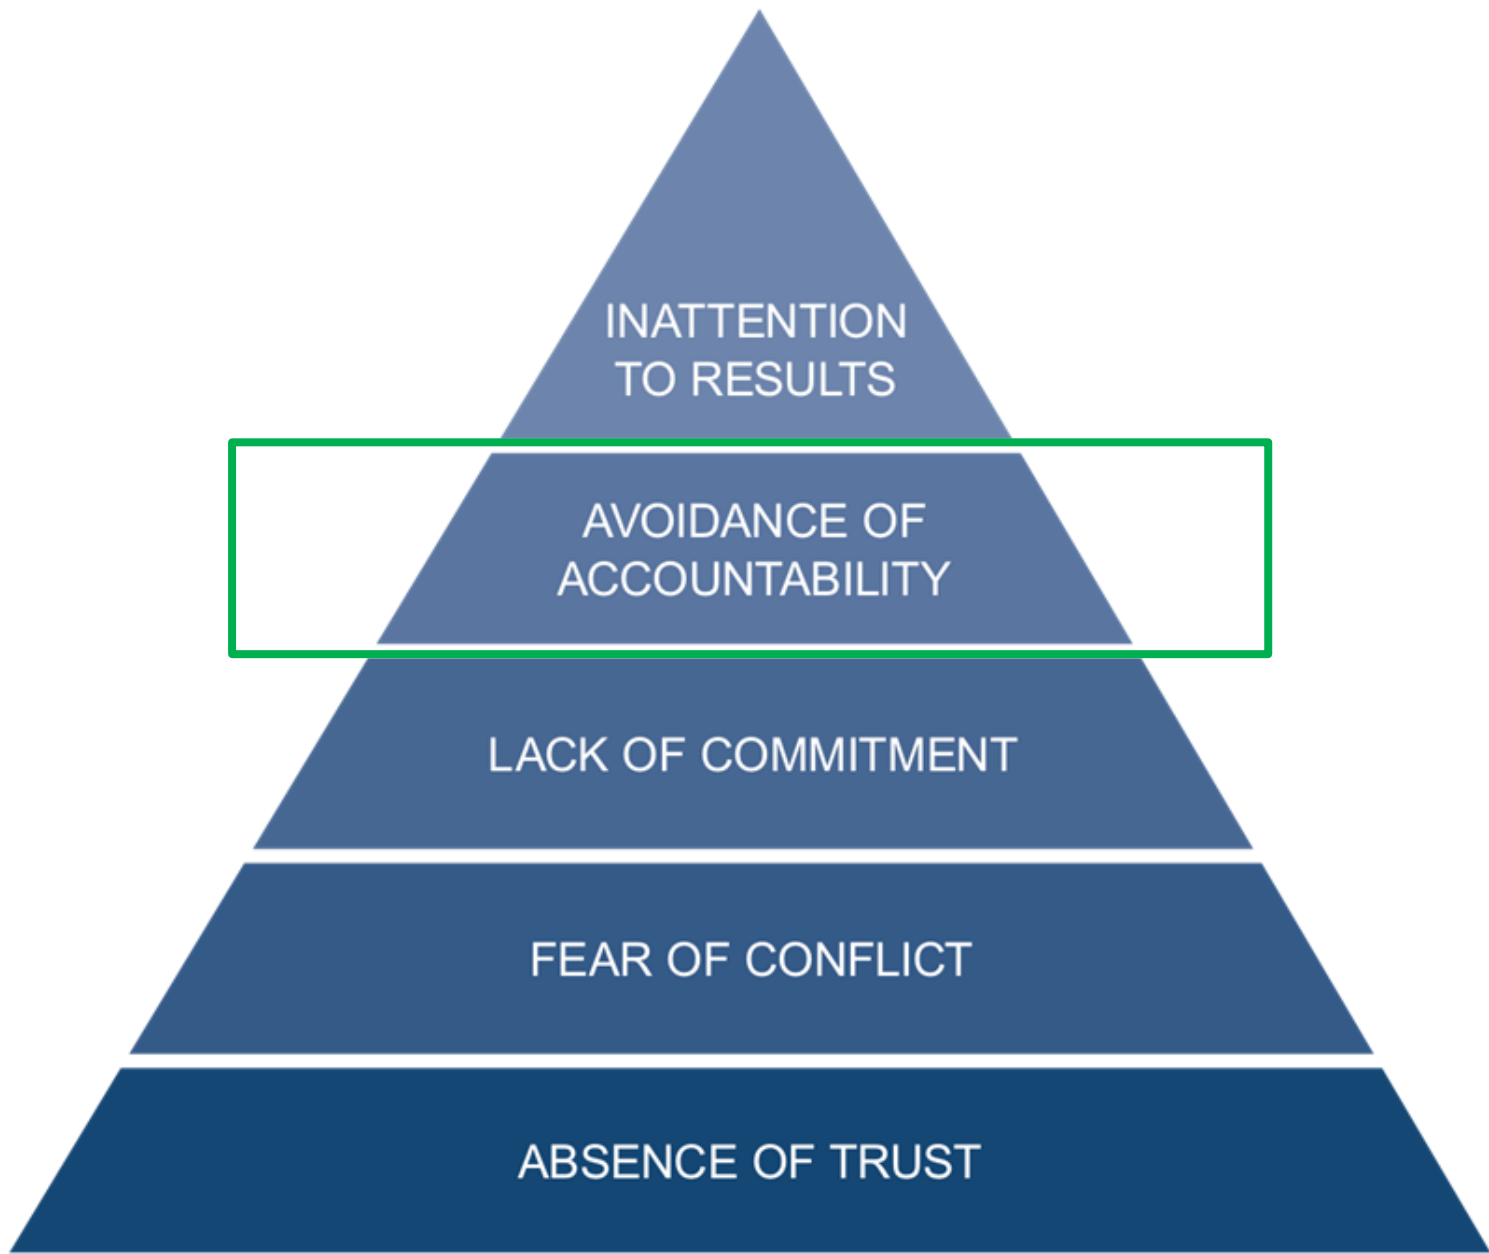 INATTENTION
TO RESULTS
AVOIDANCE OF
ACCOUNTABILITY
LACK OF COMMITMENT
FEAR OF CONFLICT
ABSENCE OF TRUST